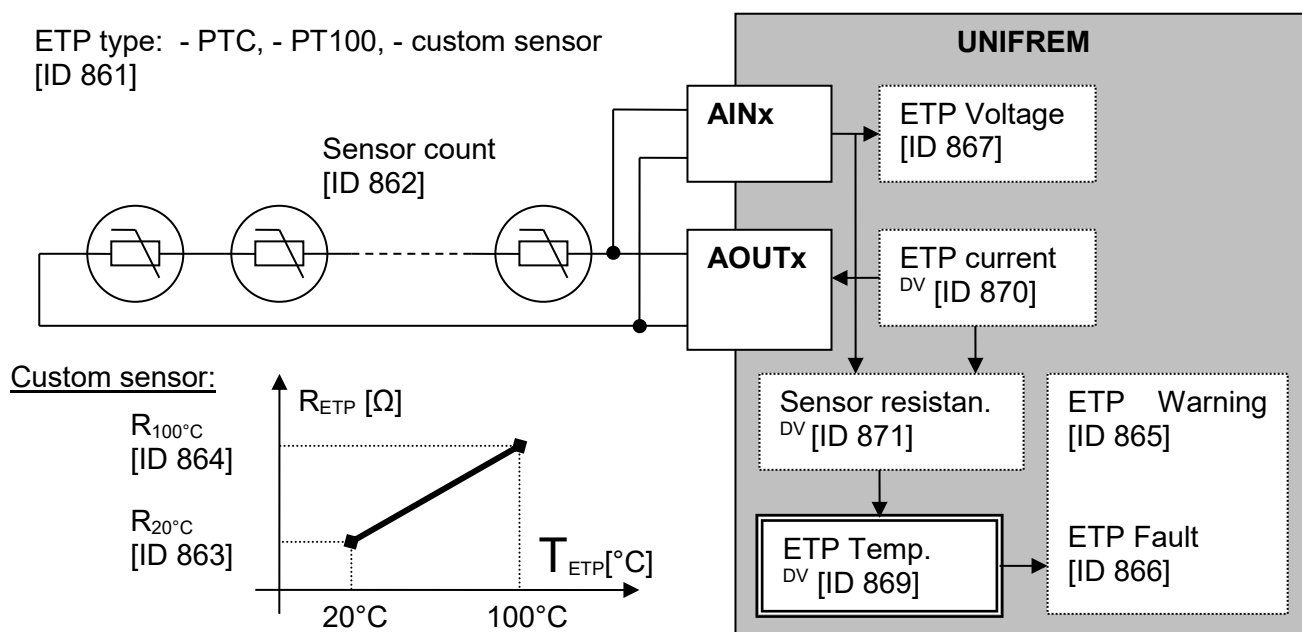 ETP type: - PTC, - PT100, - custom sensor
[ID 861]
UNIFREM
AINx
ETP Voltage
[ID 867]
Sensor count
[ID 862]
AOUTx
ETP current
DV [ID 870]
Custom sensor:
RETP [Ω]
R100°C
[ID 864]
R20°C
[ID 863]
TETP[°C]
20°C
100°C
Sensor resistan.
DV [ID 871]
ETP Warning
[ID 865]
ETP Temp.
DV [ID 869]
ETP Fault
[ID 866]